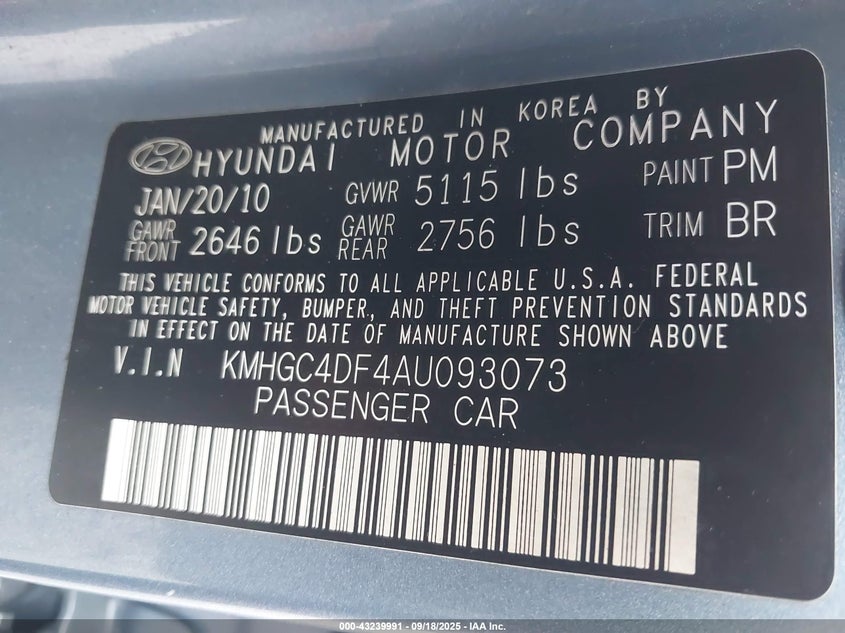 MANUFACTURED IN KOREA BY
HYUNDAI MOTOR COMPANY
JAN/20/10 GVWR 5115 lbs PAINT PM
GAWR FRONT 2646 lbs GAWR REAR 2756 lbs TRIM BR
THIS VEHICLE CONFORMS TO ALL APPLICABLE U.S.A. FEDERAL
MOTOR VEHICLE SAFETY, BUMPER, AND THEFT PREVENTION STANDARDS
IN EFFECT ON THE DATE OF MANUFACTURE SHOWN ABOVE
V.I.N KMHGC4DF4AU093073
PASSENGER CAR
000-43239991 - 09/18/2025 - IAA Inc.